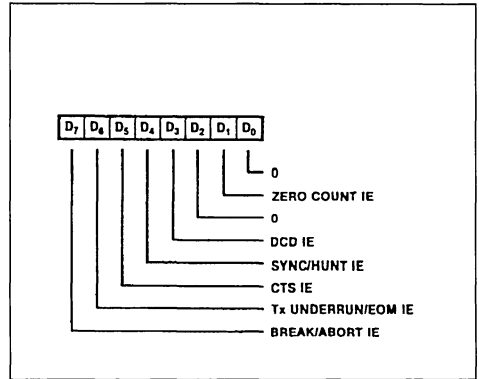 D7 D6 D5 D4 D3 D2 D1 D0
0
ZERO COUNT IE
0
DCD IE
SYNC/HUNT IE
CTS IE
Tx UNDERRUN/EOM IE
BREAK/ABORT IE